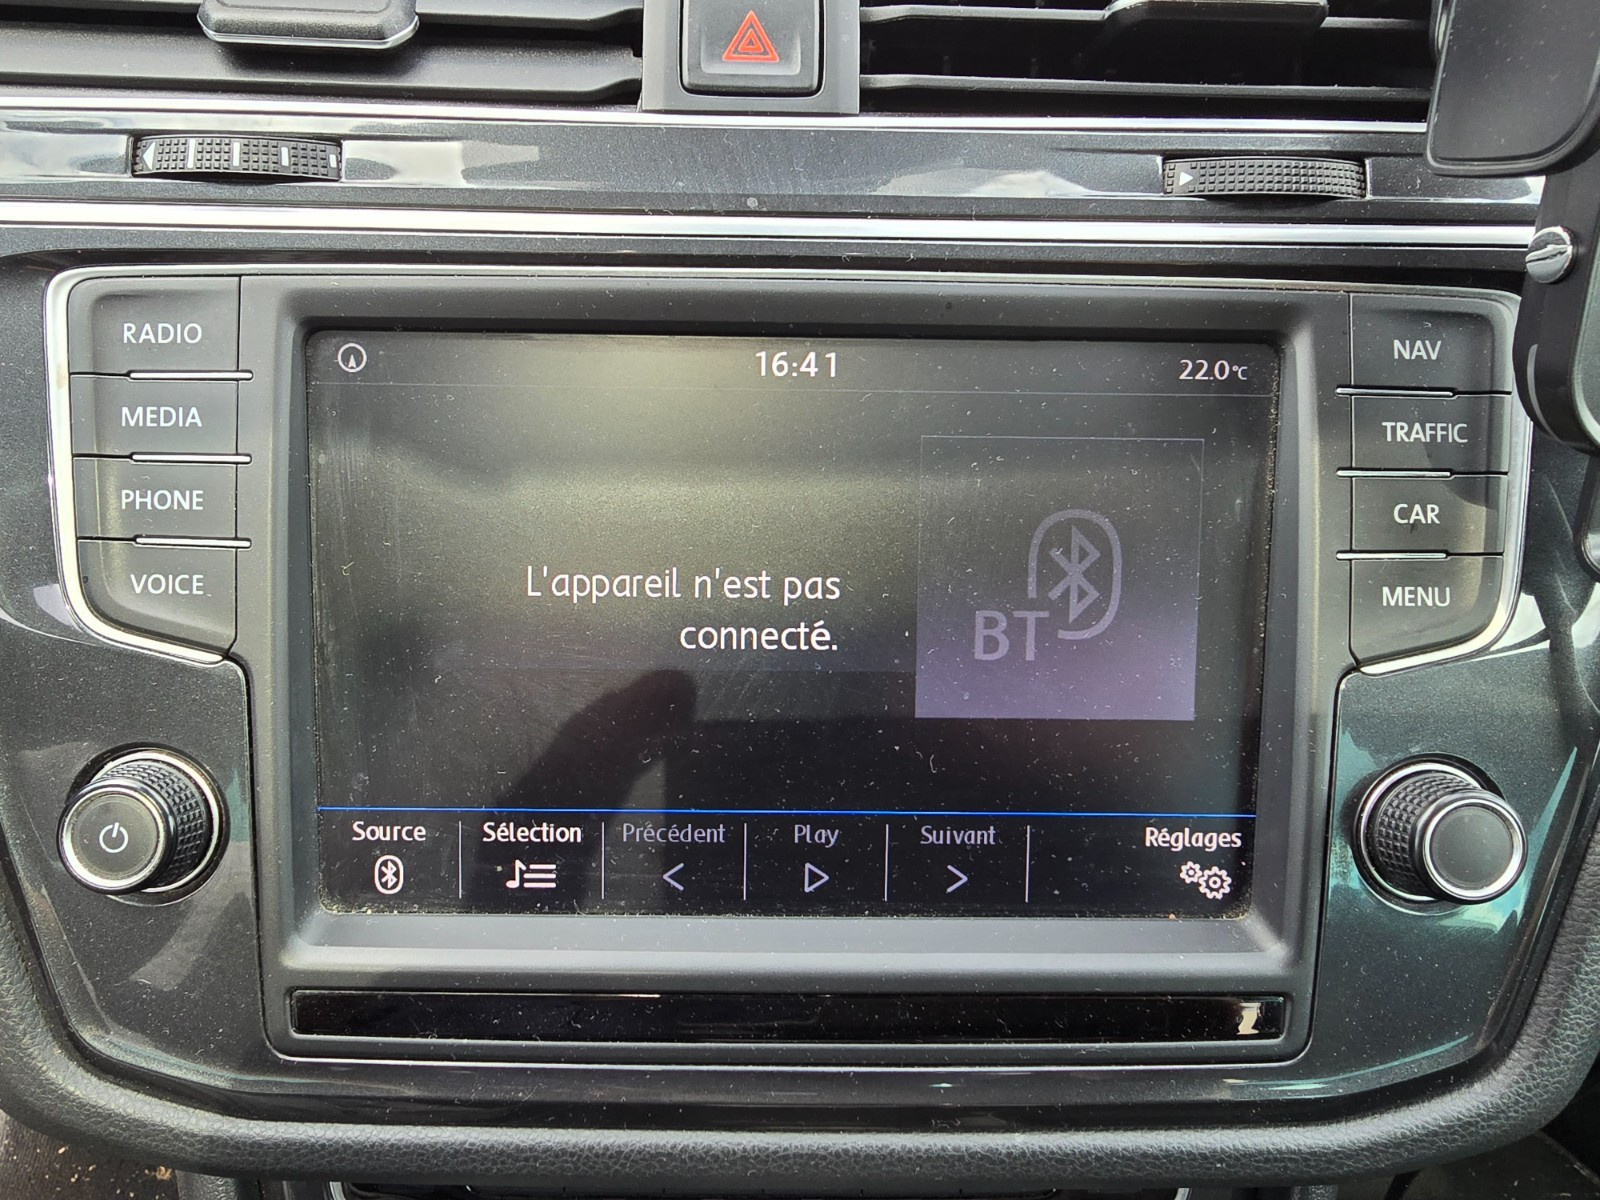 RADIO
MEDIA
PHONE
VOICE
16:41
22.0°C
L'appareil n'est pas
connecté.
BT
Source
Sélection
Précédent
Play
Suivant
Réglages
NAV
TRAFFIC
CAR
MENU